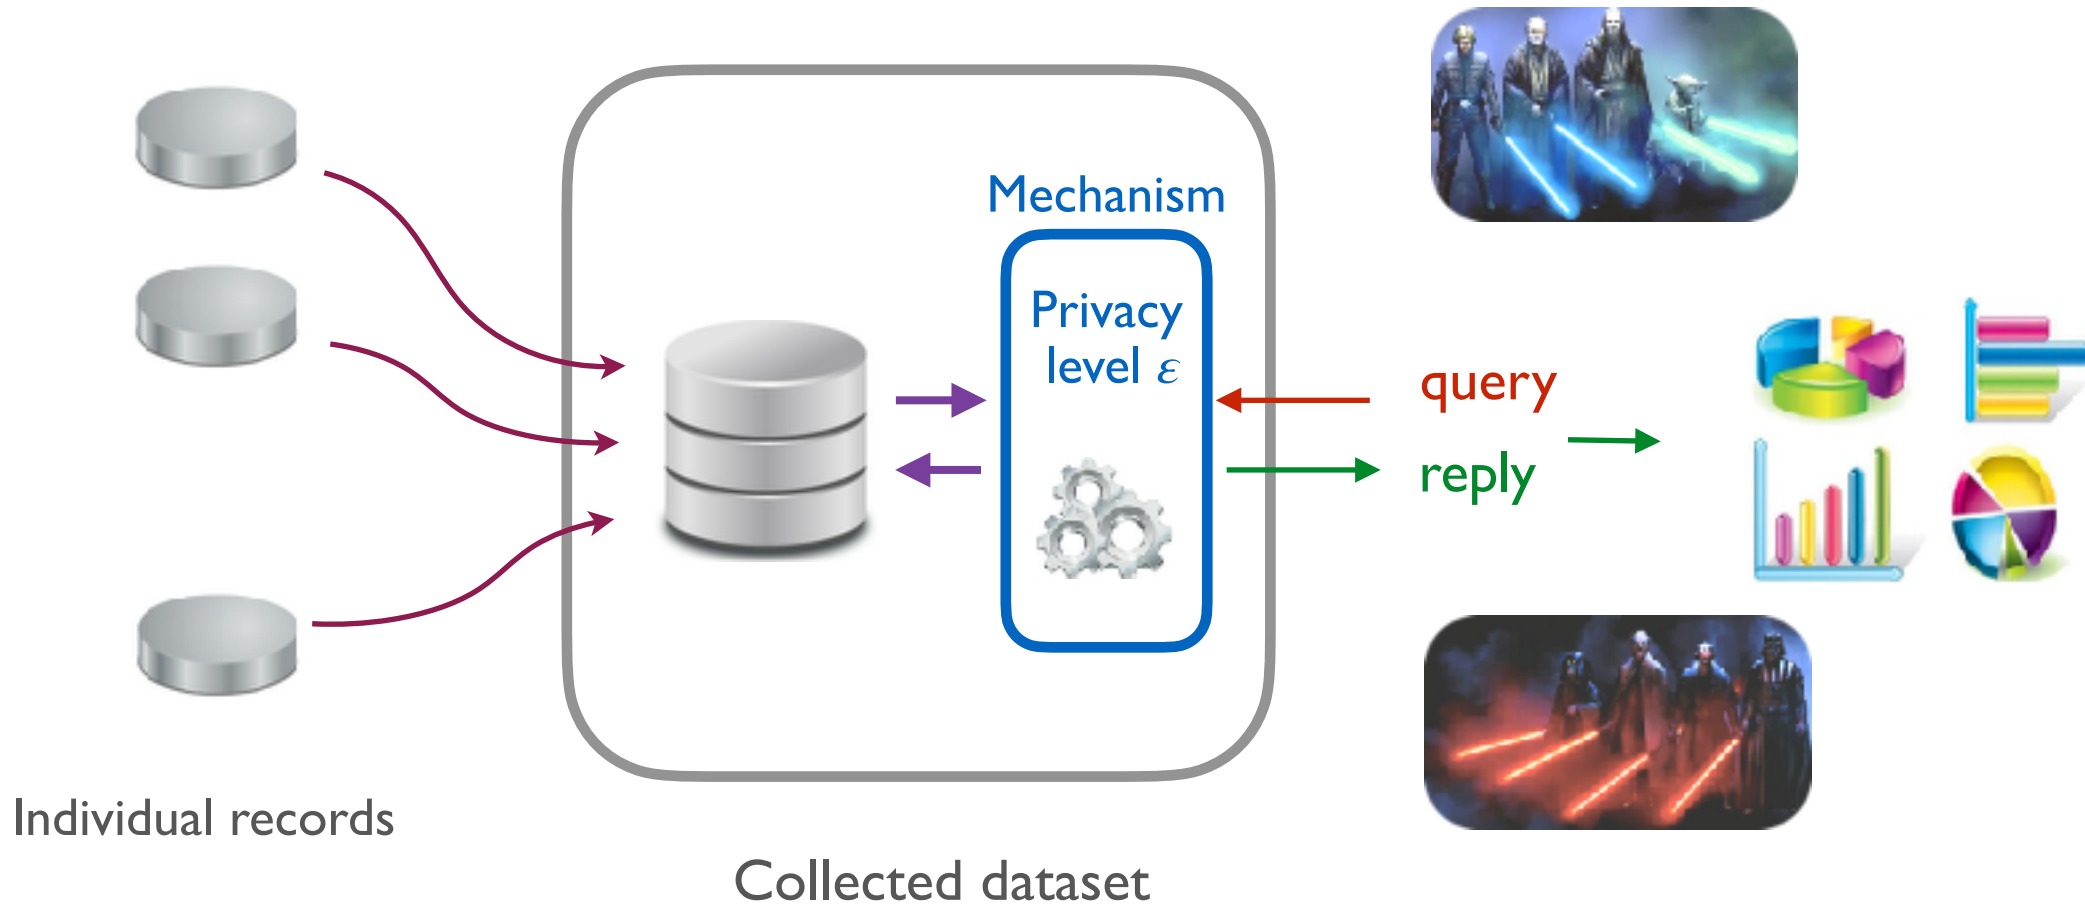 Mechanism
Privacy
level ε
query
reply
Individual records
Collected dataset